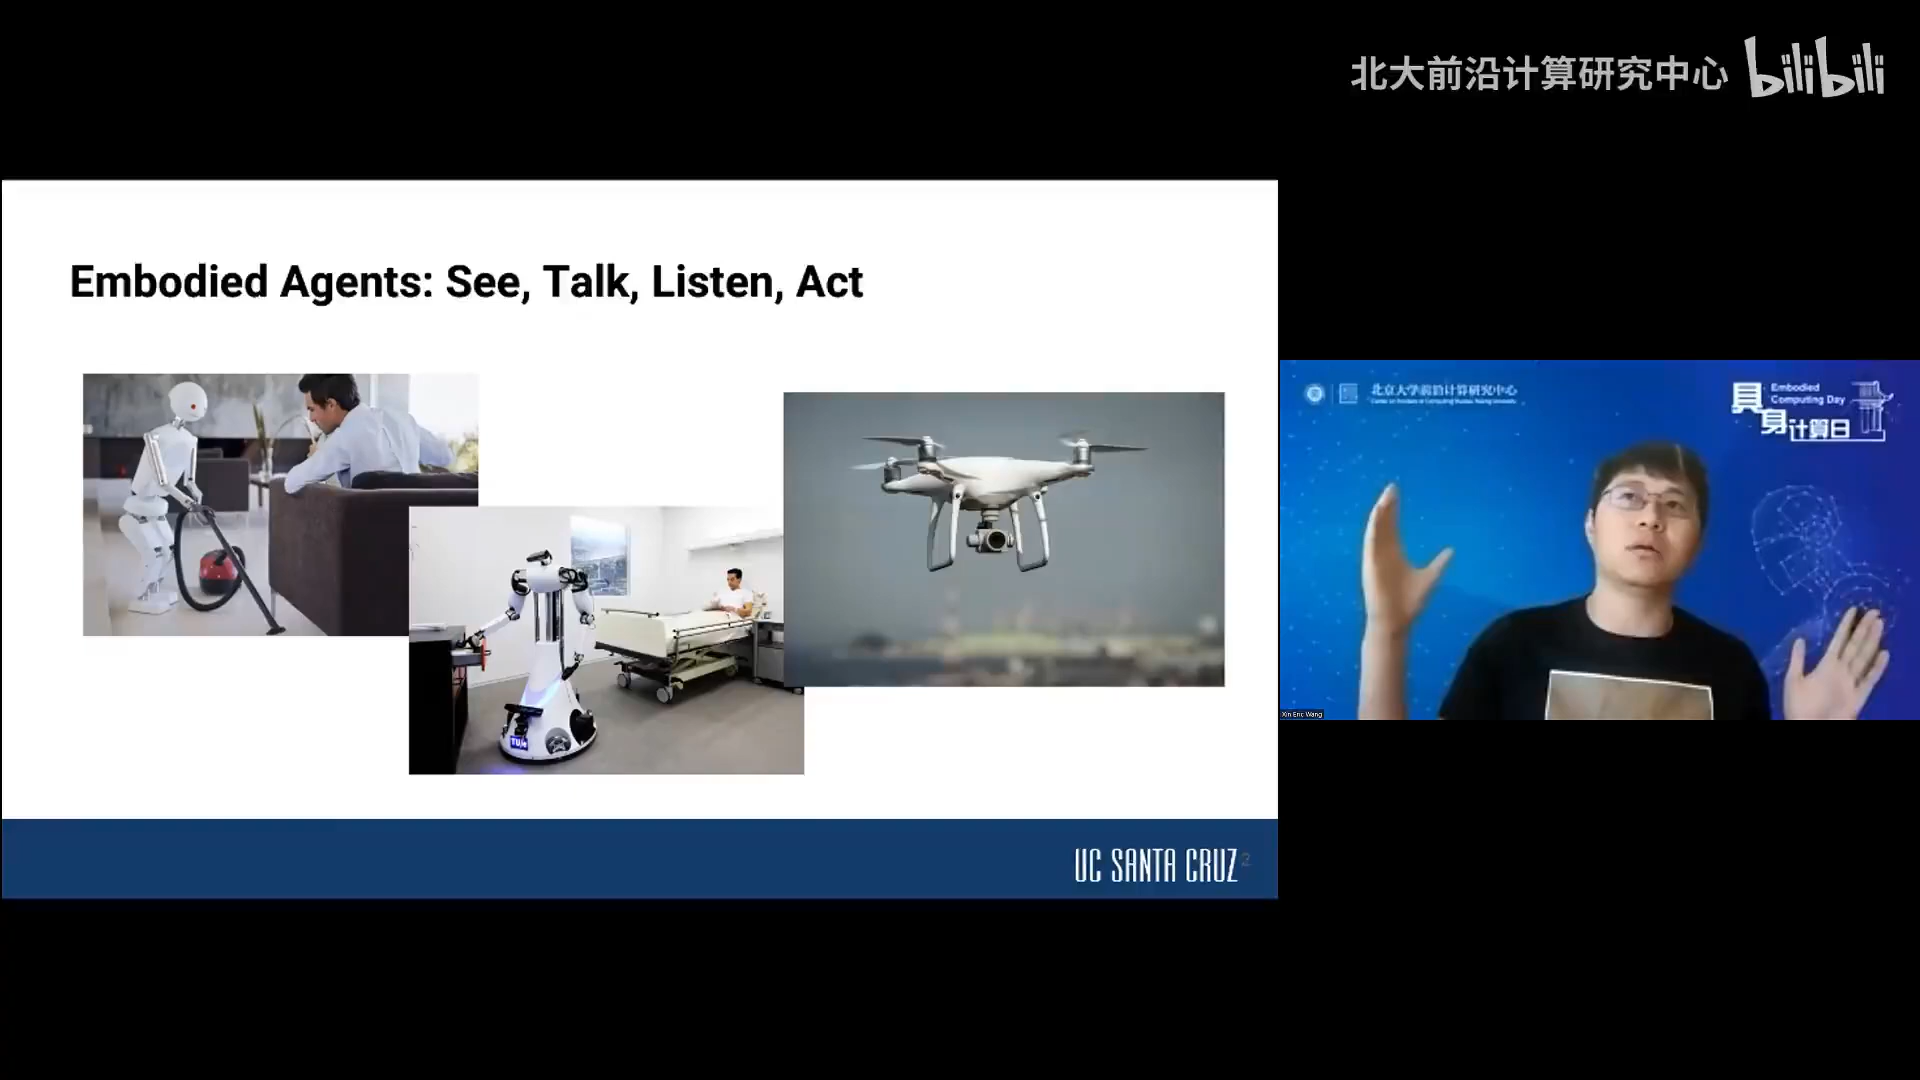 北大前沿计算研究中心 bilibili
Embodied Agents: See, Talk, Listen, Act
北京大学前沿计算研究中心
Embodied
Computing Day
具身计算日
TU/e
Xin Eric Wang
UC SANTA CRUZ 2